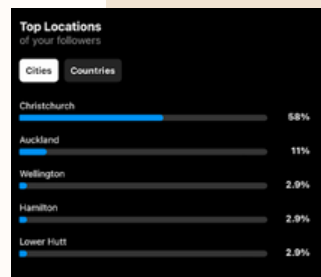 Top Locations
of your followers
Cities Countries
Christchurch
58%
Auckland
11%
Wellington
2.9%
Hamilton
2.9%
Lower Hutt
2.9%